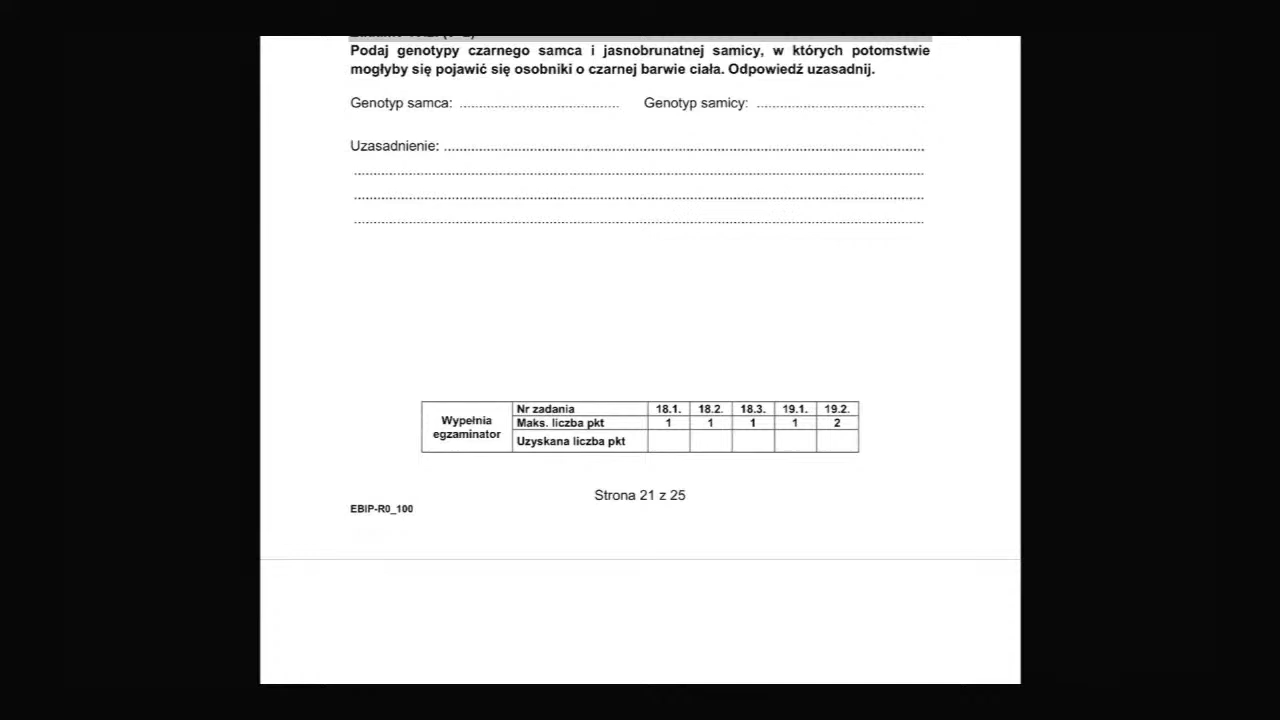 Podaj genotypy czarnego samca i jasnobrunatnej samicy, w których potomstwie
mogłyby się pojawić się osobniki o czarnej barwie ciała. Odpowiedź uzasadnij.
Genotyp samca: ........................................ Genotyp samicy: ..........................................
Uzasadnienie: ........................................................................................................................
..............................................................................................................................................
..............................................................................................................................................
..............................................................................................................................................
Wypełnia egzaminator
Nr zadania 18.1. 18.2. 18.3. 19.1. 19.2.
Maks. liczba pkt 1 1 1 1 2
Uzyskana liczba pkt
Strona 21 z 25
EBIP-R0_100